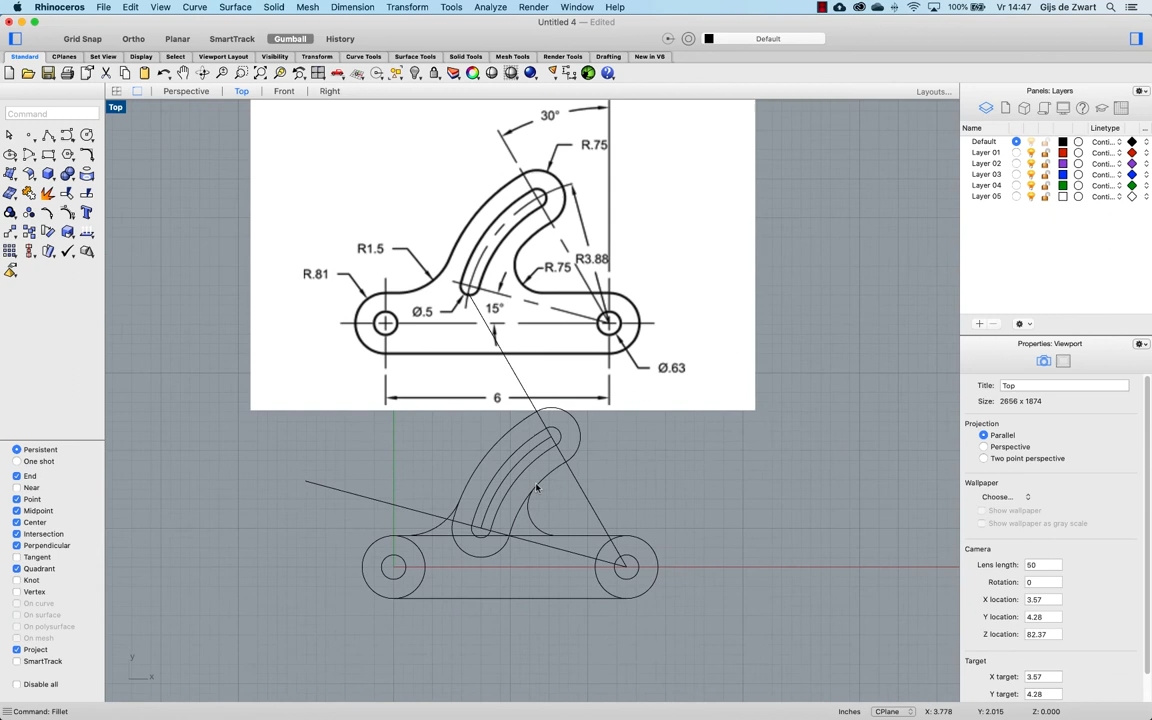 Rhinoceros File Edit View Curve Surface Solid Mesh Dimension Transform Tools Analyze Render Window Help 100% Vr 14:47 Gijs de Zwart
Untitled 4 — Edited
Grid Snap Ortho Planar SmartTrack Gumball History Default
Standard CPlanes Set View Display Select Viewport Layout Visibility Transform Curve Tools Surface Tools Solid Tools Mesh Tools Render Tools Drafting New in V6
Perspective Top Front Right Layouts... Panels: Layers
Top
Command
Name Linetype ...
Default Conti...
Layer 01 Conti...
Layer 02 Conti...
Layer 03 Conti...
Layer 04 Conti...
Layer 05 Conti...
30°
R.75
R1.5
R3.88
R.75
R.81
Ø.5
15°
Ø.63
6
Properties: Viewport
Title: Top
Size: 2656 x 1874
Projection
Parallel
Perspective
Two point perspective
Wallpaper
Choose...
Show wallpaper
Show wallpaper as gray scale
Camera
Lens length: 50
Rotation: 0
X location: 3.57
Y location: 4.28
Z location: 82.37
Target
X target: 3.57
Y target: 4.28
Persistent
One shot
End
Near
Point
Midpoint
Center
Intersection
Perpendicular
Tangent
Quadrant
Knot
Vertex
On curve
On surface
On polysurface
On mesh
Project
SmartTrack
Disable all
y
x
Command: Fillet Inches CPlane X: 3.778 Y: 2.015 Z: 0.000